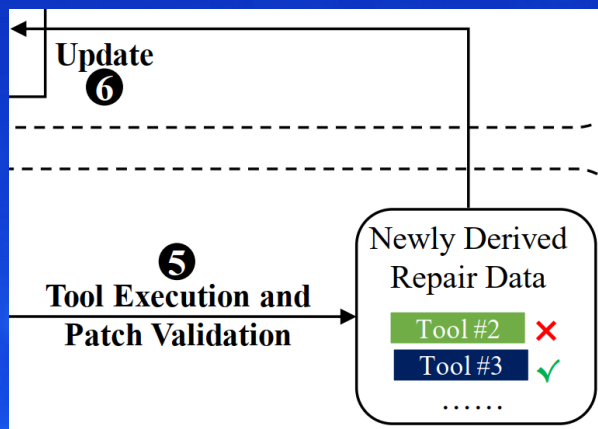 Update
6
5
Tool Execution and
Patch Validation
Newly Derived
Repair Data
Tool #2
Tool #3
......